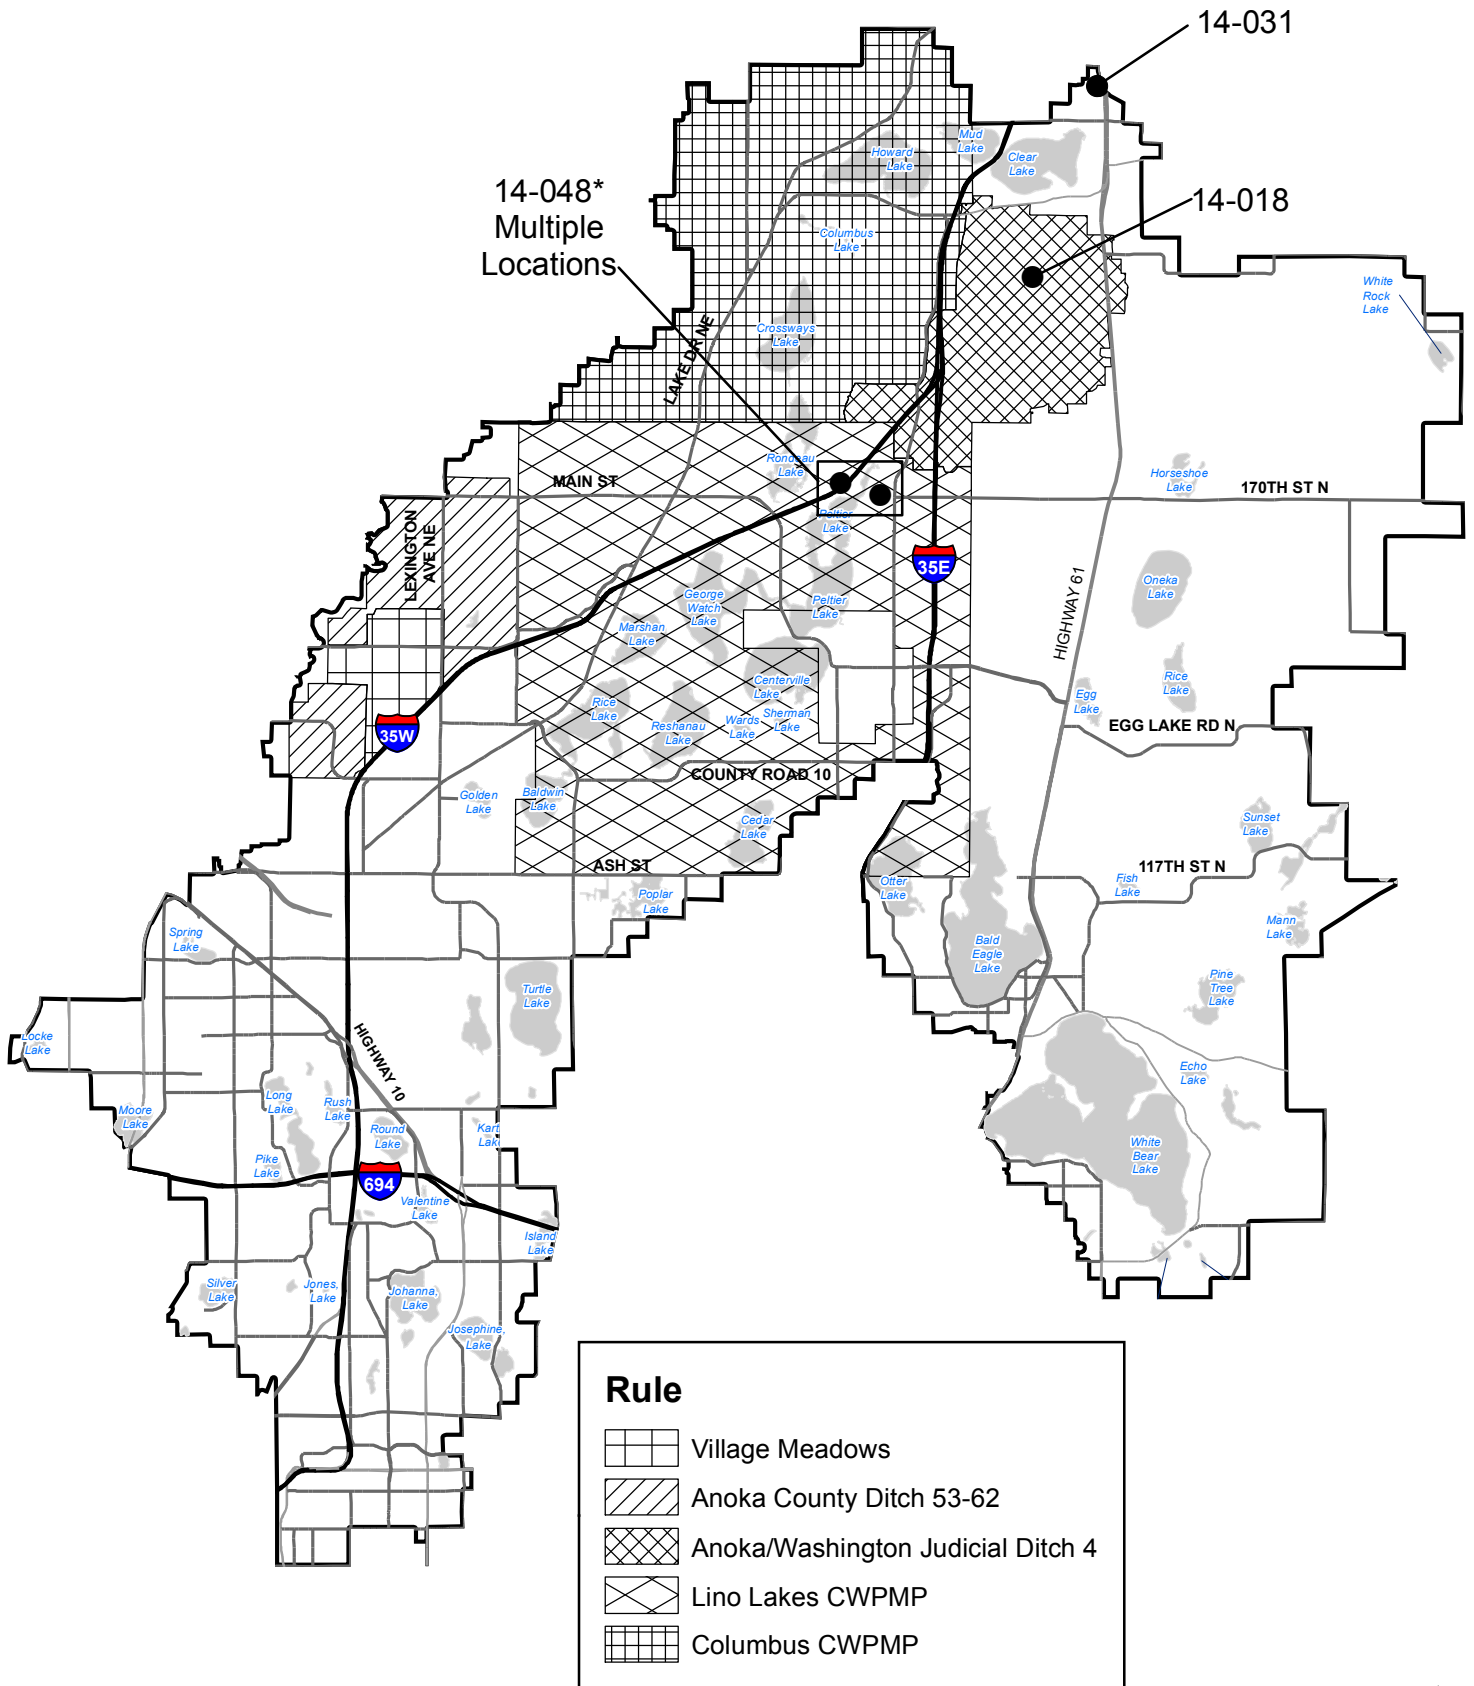 14-031
Mud
Lake
Howard
Lake
Clear
Lake
14-048*
Multiple
Locations
14-018
Columbus
Lake
White
Rock
Lake
Crossways
Lake
LAKE DR NE
Rondeau
Lake
Horseshoe
Lake
MAIN ST
170TH ST N
LEXINGTON
AVE NE
Peltier
Lake
35E
HIGHWAY 61
Oneka
Lake
George
Watch
Lake
Peltier
Lake
Marshan
Lake
Centerville
Lake
Rice
Lake
Egg
Lake
Rice
Lake
Reshanau
Lake
Wards
Lake
Sherman
Lake
EGG LAKE RD N
35W
COUNTY ROAD 10
Golden
Lake
Baldwin
Lake
Cedar
Lake
Sunset
Lake
ASH ST
117TH ST N
Otter
Lake
Fish
Lake
Poplar
Lake
Mann
Lake
Spring
Lake
Bald
Eagle
Lake
Pine
Tree
Lake
Turtle
Lake
Locke
Lake
HIGHWAY 10
Echo
Lake
Long
Lake
Rush
Lake
Moore
Lake
Round
Lake
Kart
Lake
White
Bear
Lake
Pike
Lake
694
Valentine
Lake
Island
Lake
Silver
Lake
Jones,
Lake
Johanna,
Lake
Josephine,
Lake
Rule
Village Meadows
Anoka County Ditch 53-62
Anoka/Washington Judicial Ditch 4
Lino Lakes CWPMP
Columbus CWPMP